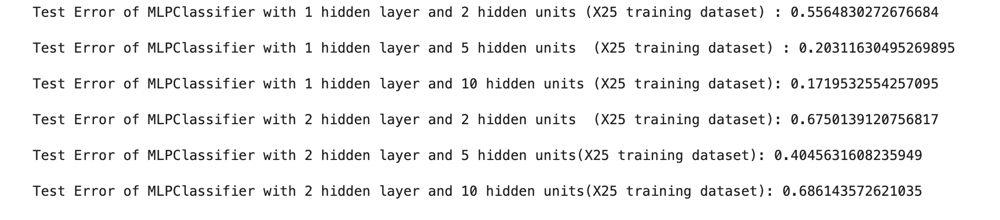 Test Error of MLPClassifier with 1 hidden layer and 2 hidden units (X25 training dataset) : 0.5564830272676684
Test Error of MLPClassifier with 1 hidden layer and 5 hidden units  (X25 training dataset) : 0.20311630495269895
Test Error of MLPClassifier with 1 hidden layer and 10 hidden units (X25 training dataset): 0.1719532554257095
Test Error of MLPClassifier with 2 hidden layer and 2 hidden units  (X25 training dataset): 0.6750139120756817
Test Error of MLPClassifier with 2 hidden layer and 5 hidden units(X25 training dataset): 0.4045631608235949
Test Error of MLPClassifier with 2 hidden layer and 10 hidden units(X25 training dataset): 0.686143572621035